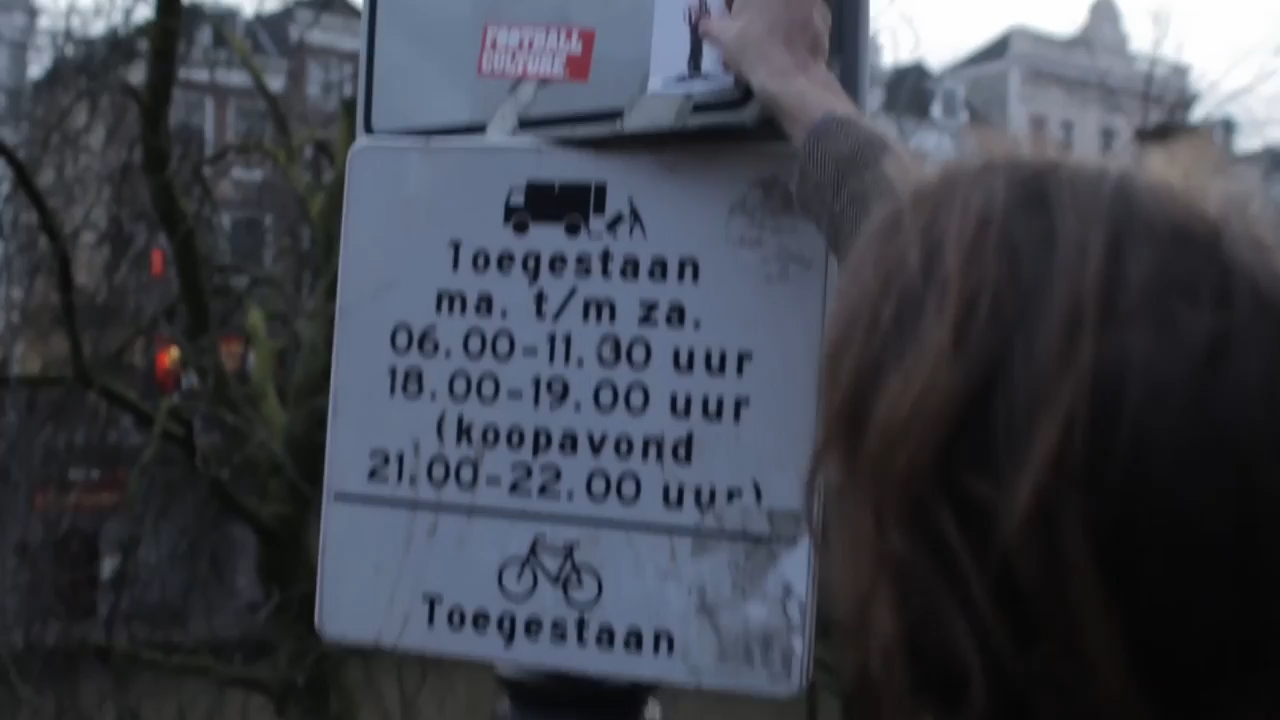 FOOTBALL
CULTURE.
Toegestaan
ma. t/m za.
06.00-11.30 uur
18.00-19.00 uur
(koopavond
21.00-22.00 uur)
Toegestaan